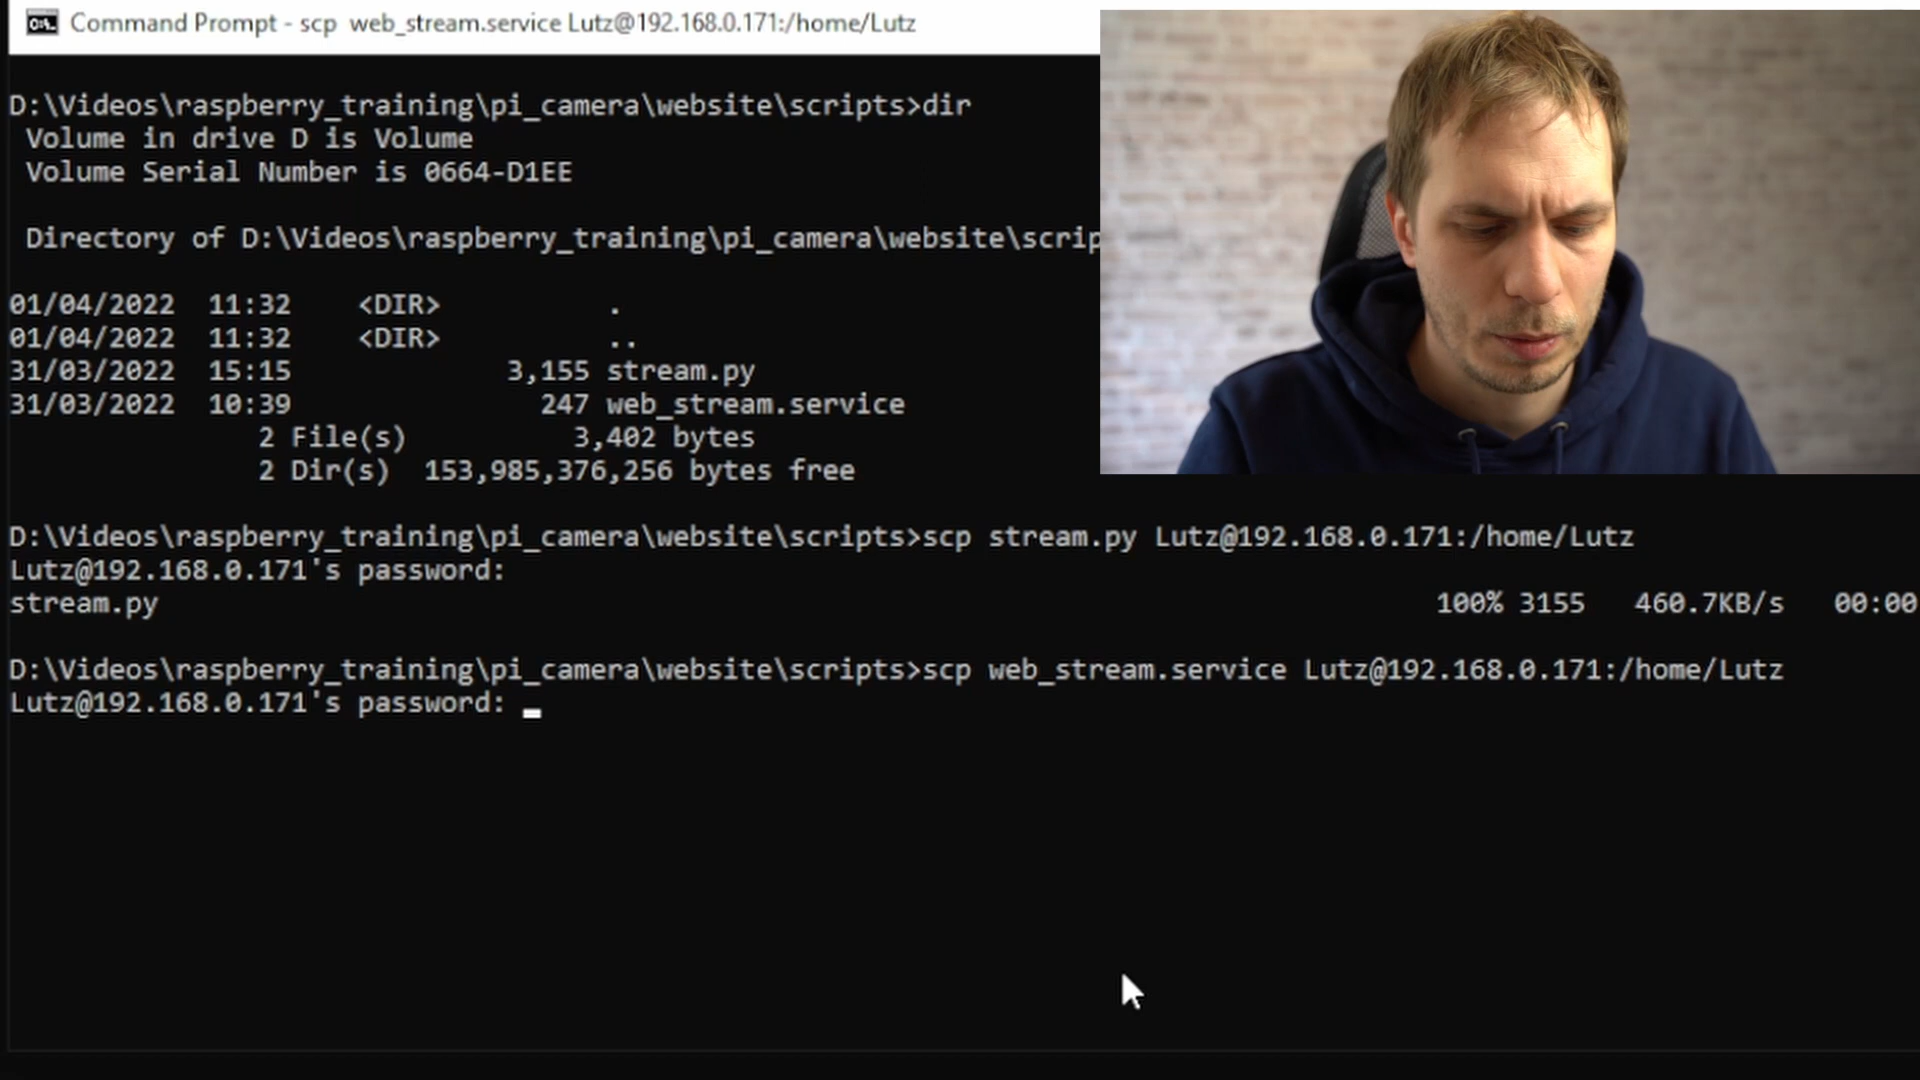 Command Prompt - scp  web_stream.service Lutz@192.168.0.171:/home/Lutz
D:\Videos\raspberry_training\pi_camera\website\scripts>dir
Volume in drive D is Volume
Volume Serial Number is 0664-D1EE
Directory of D:\Videos\raspberry_training\pi_camera\website\scrip
01/04/2022  11:32    <DIR>          .
01/04/2022  11:32    <DIR>          ..
31/03/2022  15:15             3,155 stream.py
31/03/2022  10:39               247 web_stream.service
2 File(s)          3,402 bytes
2 Dir(s)  153,985,376,256 bytes free
D:\Videos\raspberry_training\pi_camera\website\scripts>scp stream.py Lutz@192.168.0.171:/home/Lutz
Lutz@192.168.0.171's password:
stream.py                                    100% 3155   460.7KB/s   00:00
D:\Videos\raspberry_training\pi_camera\website\scripts>scp web_stream.service Lutz@192.168.0.171:/home/Lutz
Lutz@192.168.0.171's password: